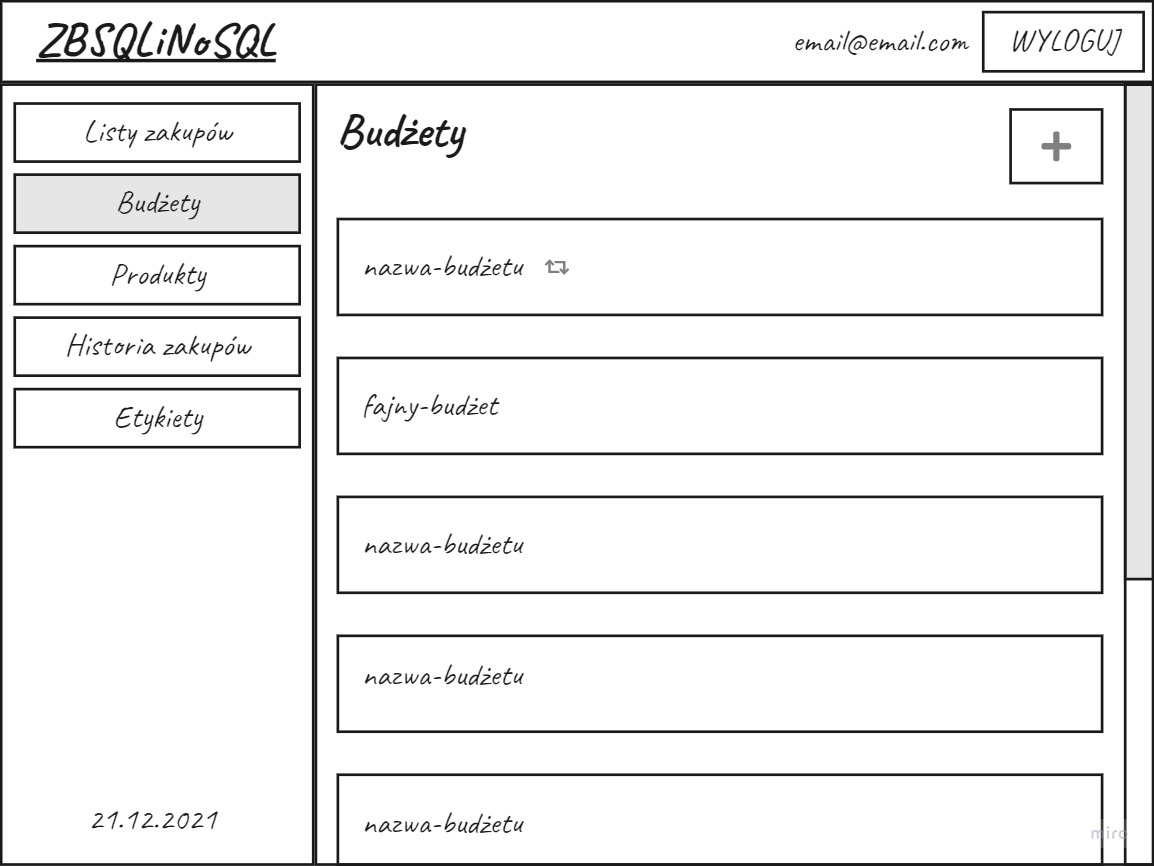 ZBSQLiNoSQL
email@email.com
WYLOGUJ
Listy zakupów
Budżety
Produkty
Historia zakupów
Etykiety
21.12.2021
Budżety
nazwa-budżetu
fajny-budżet
nazwa-budżetu
nazwa-budżetu
nazwa-budżetu
miro